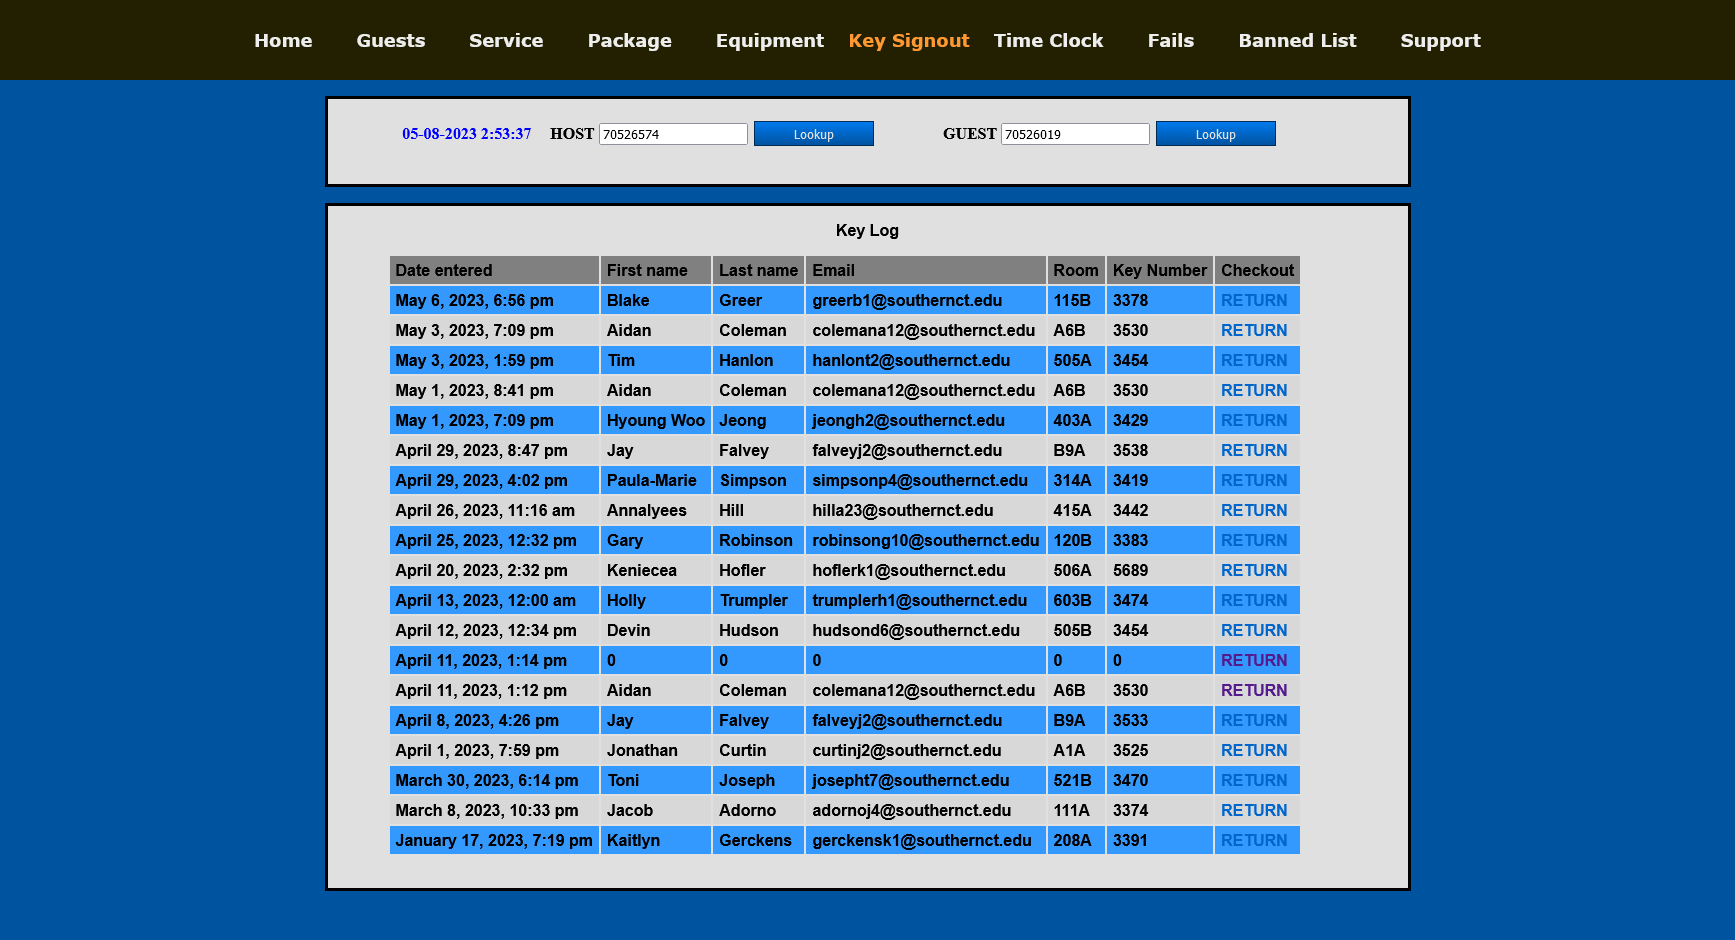 Home Guests Service Package Equipment Key Signout Time Clock Fails Banned List Support
05-08-2023 2:53:37 HOST 70526574 Lookup GUEST 70526019 Lookup
Key Log
Date entered First name Last name Email Room Key Number Checkout
May 6, 2023, 6:56 pm Blake Greer greerb1@southernct.edu 115B 3378 RETURN
May 3, 2023, 7:09 pm Aidan Coleman colemana12@southernct.edu A6B 3530 RETURN
May 3, 2023, 1:59 pm Tim Hanlon hanlont2@southernct.edu 505A 3454 RETURN
May 1, 2023, 8:41 pm Aidan Coleman colemana12@southernct.edu A6B 3530 RETURN
May 1, 2023, 7:09 pm Hyoung Woo Jeong jeongh2@southernct.edu 403A 3429 RETURN
April 29, 2023, 8:47 pm Jay Falvey falveyj2@southernct.edu B9A 3538 RETURN
April 29, 2023, 4:02 pm Paula-Marie Simpson simpsonp4@southernct.edu 314A 3419 RETURN
April 26, 2023, 11:16 am Annalyees Hill hilla23@southernct.edu 415A 3442 RETURN
April 25, 2023, 12:32 pm Gary Robinson robinsong10@southernct.edu 120B 3383 RETURN
April 20, 2023, 2:32 pm Keniecea Hofler hoflerk1@southernct.edu 506A 5689 RETURN
April 13, 2023, 12:00 am Holly Trumpler trumplerh1@southernct.edu 603B 3474 RETURN
April 12, 2023, 12:34 pm Devin Hudson hudsond6@southernct.edu 505B 3454 RETURN
April 11, 2023, 1:14 pm 0 0 0 0 0 RETURN
April 11, 2023, 1:12 pm Aidan Coleman colemana12@southernct.edu A6B 3530 RETURN
April 8, 2023, 4:26 pm Jay Falvey falveyj2@southernct.edu B9A 3533 RETURN
April 1, 2023, 7:59 pm Jonathan Curtin curtinj2@southernct.edu A1A 3525 RETURN
March 30, 2023, 6:14 pm Toni Joseph josepht7@southernct.edu 521B 3470 RETURN
March 8, 2023, 10:33 pm Jacob Adorno adornoj4@southernct.edu 111A 3374 RETURN
January 17, 2023, 7:19 pm Kaitlyn Gerckens gerckensk1@southernct.edu 208A 3391 RETURN